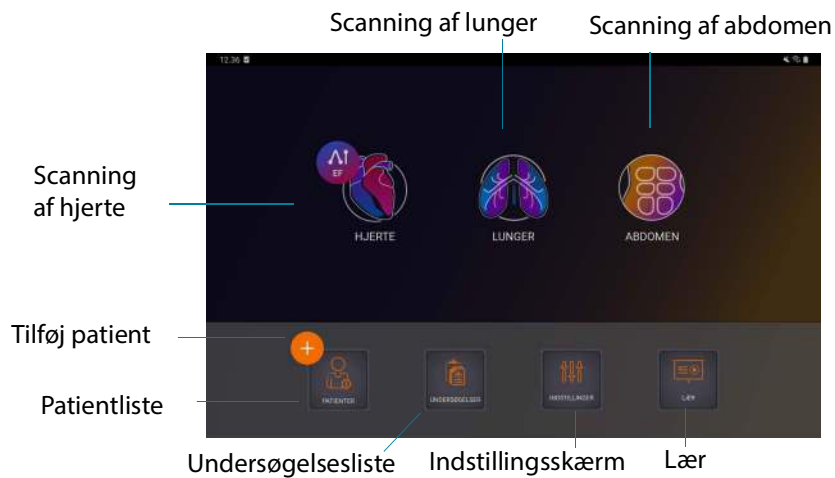 Scanning af lunger
Scanning af abdomen
12.36
Scanning
af hjerte
EF
HJERTE
LUNGER
ABDOMEN
Tilføj patient
Patientliste
PATIENTER
UNDERSØGELSER
INDSTILLINGER
LÆR
Undersøgelsesliste
Indstillingsskærm
Lær